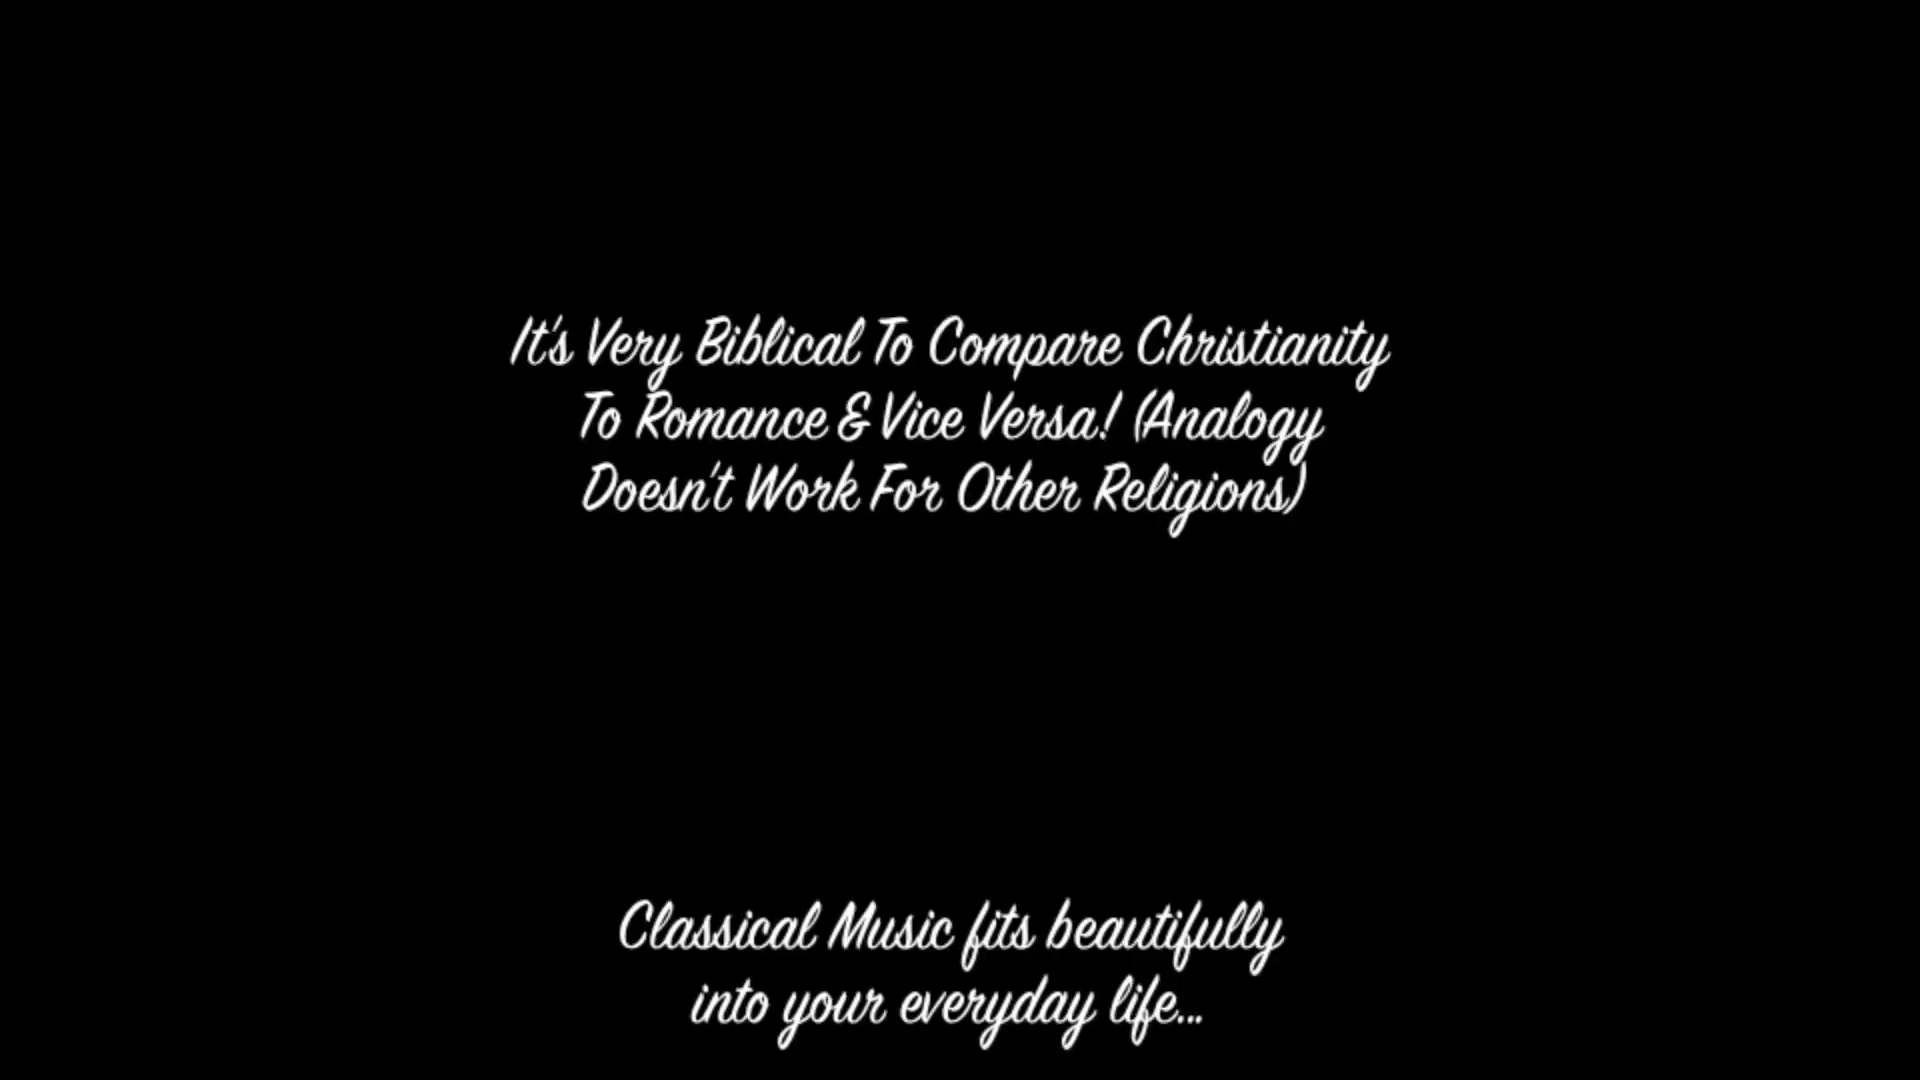 It's Very Biblical To Compare Christianity
To Romance & Vice Versa! (Analogy
Doesn't Work For Other Religions)
Classical Music fits beautifully
into your everyday life...